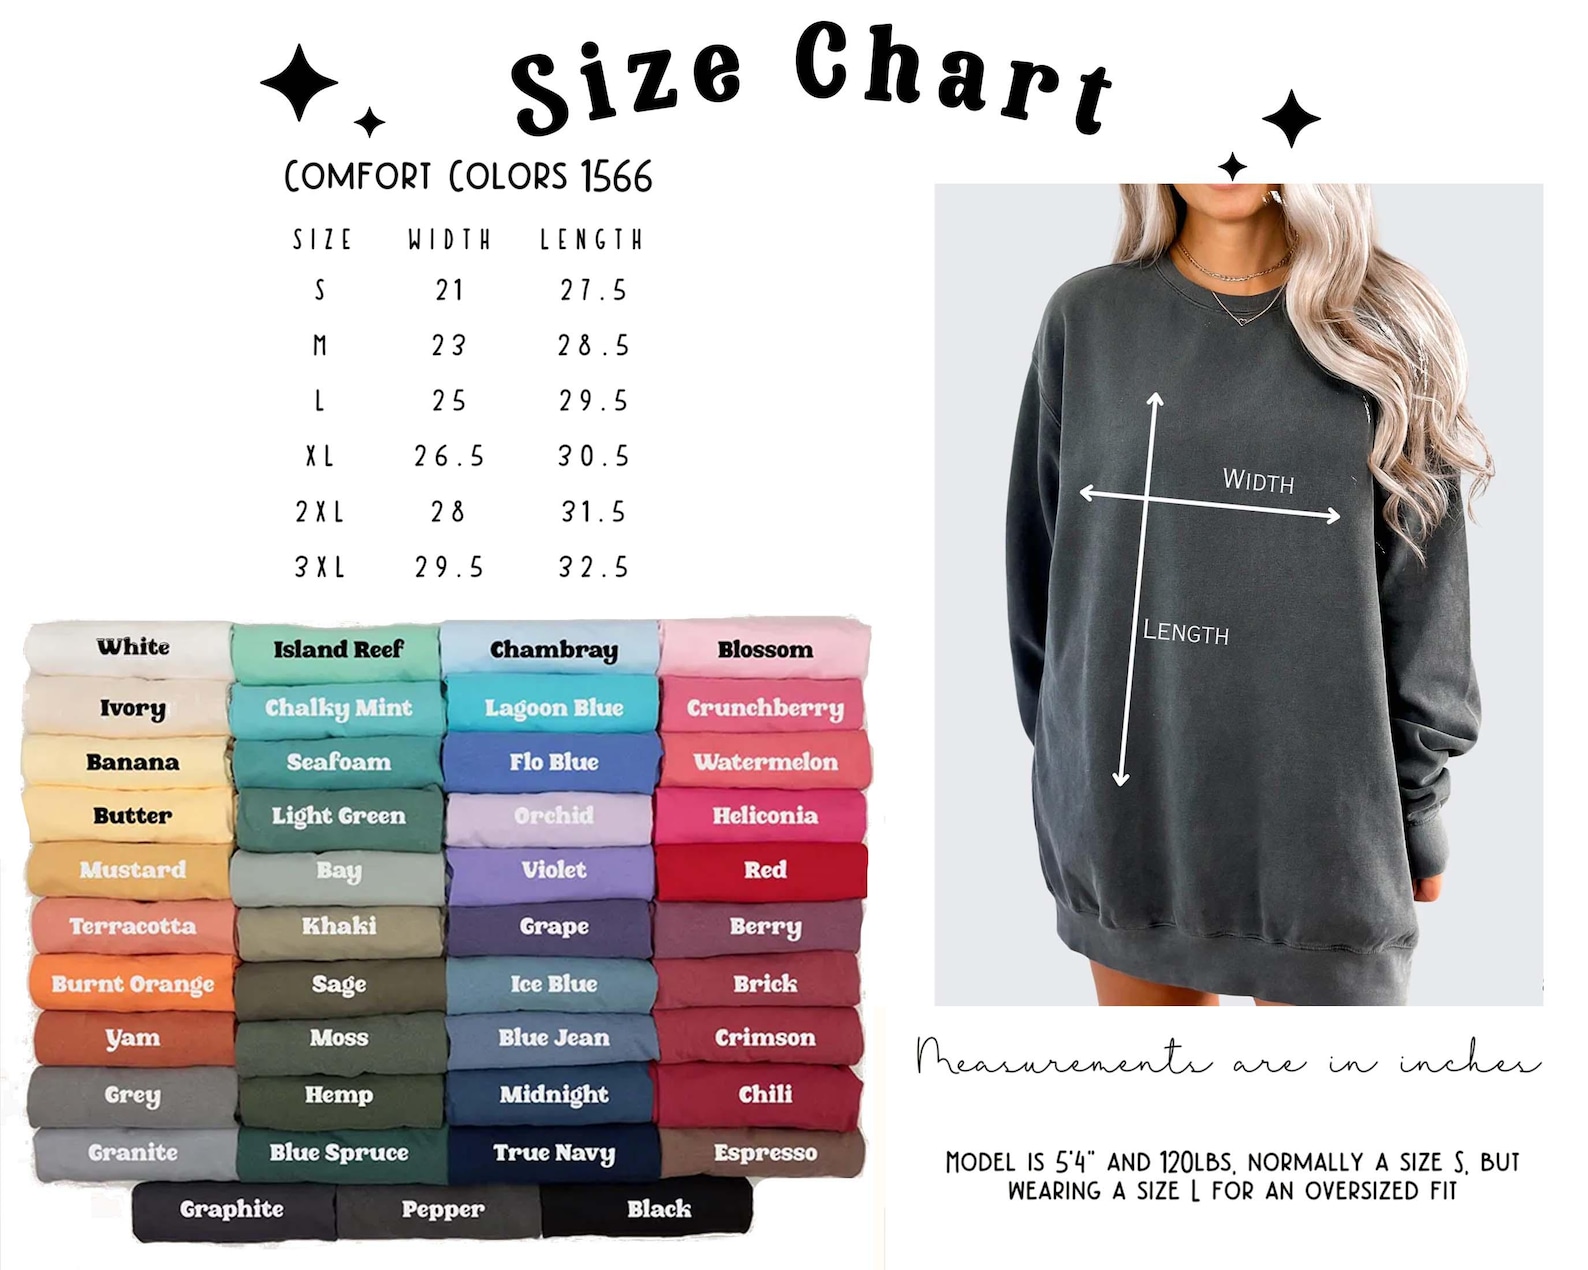 Size Chart
COMFORT COLORS 1566
SIZE WIDTH LENGTH
S 21 27.5
M 23 28.5
L 25 29.5
XL 26.5 30.5
2XL 28 31.5
3XL 29.5 32.5
WIDTH
LENGTH
White Island Reef Chambray Blossom
Ivory Chalky Mint Lagoon Blue Crunchberry
Banana Seafoam Flo Blue Watermelon
Butter Light Green Orchid Heliconia
Mustard Bay Violet Red
Terracotta Khaki Grape Berry
Burnt Orange Sage Ice Blue Brick
Yam Moss Blue Jean Crimson
Grey Hemp Midnight Chili
Granite Blue Spruce True Navy Espresso
Graphite Pepper Black
Measurements are in inches
MODEL IS 5'4" AND 120LBS, NORMALLY A SIZE S, BUT
WEARING A SIZE L FOR AN OVERSIZED FIT